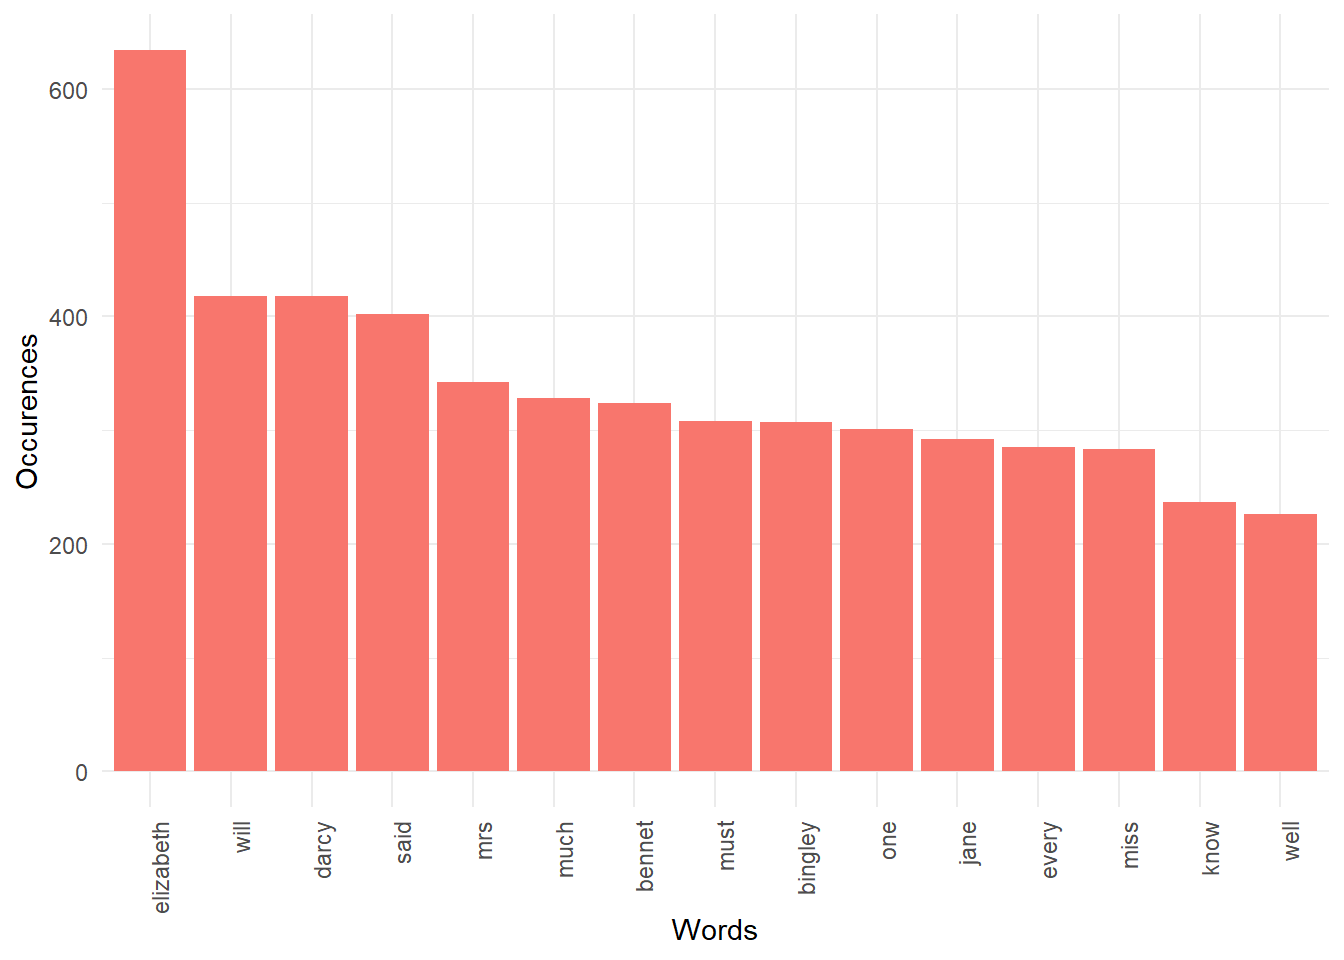 600
400
200
0
Occurences
elizabeth
will
darcy
said
mrs
much
bennet
must
bingley
one
jane
every
miss
know
well
Words